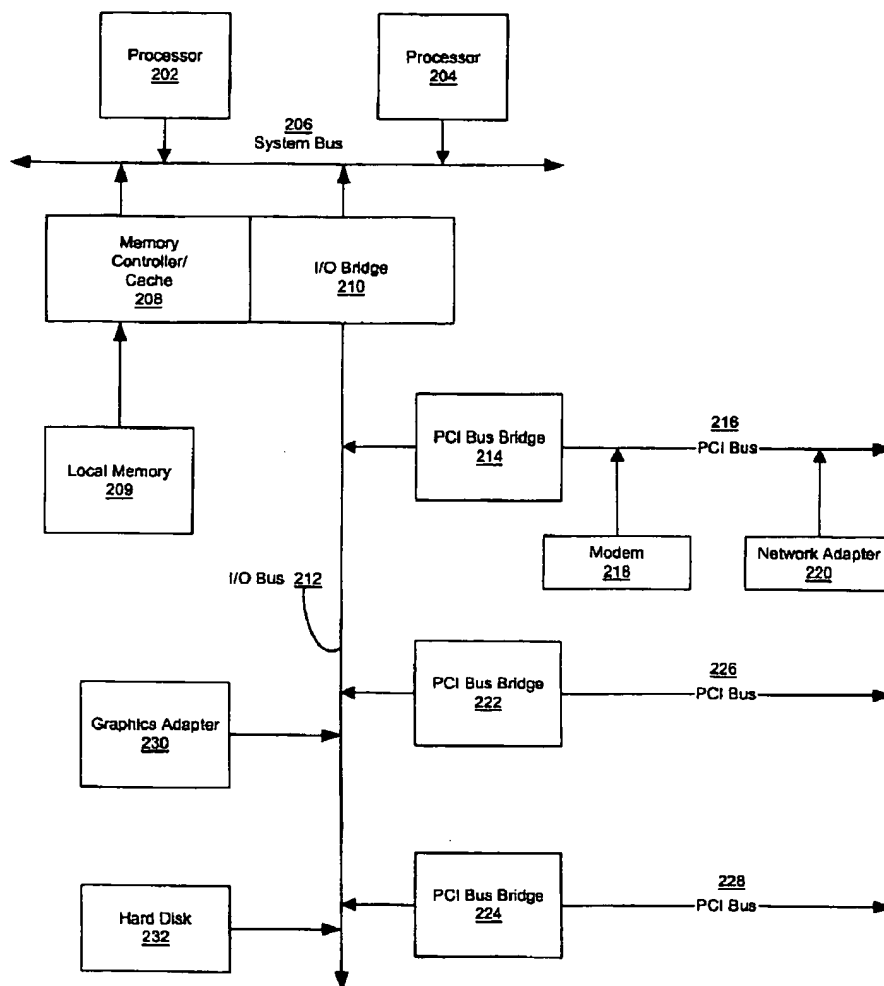 Processor
202
Processor
204
206
System Bus
Memory
Controller/
Cache
208
I/O Bridge
210
Local Memory
209
PCI Bus Bridge
214
216
PCI Bus
Modem
218
Network Adapter
220
I/O Bus 212
PCI Bus Bridge
222
226
PCI Bus
Graphics Adapter
230
PCI Bus Bridge
224
228
PCI Bus
Hard Disk
232